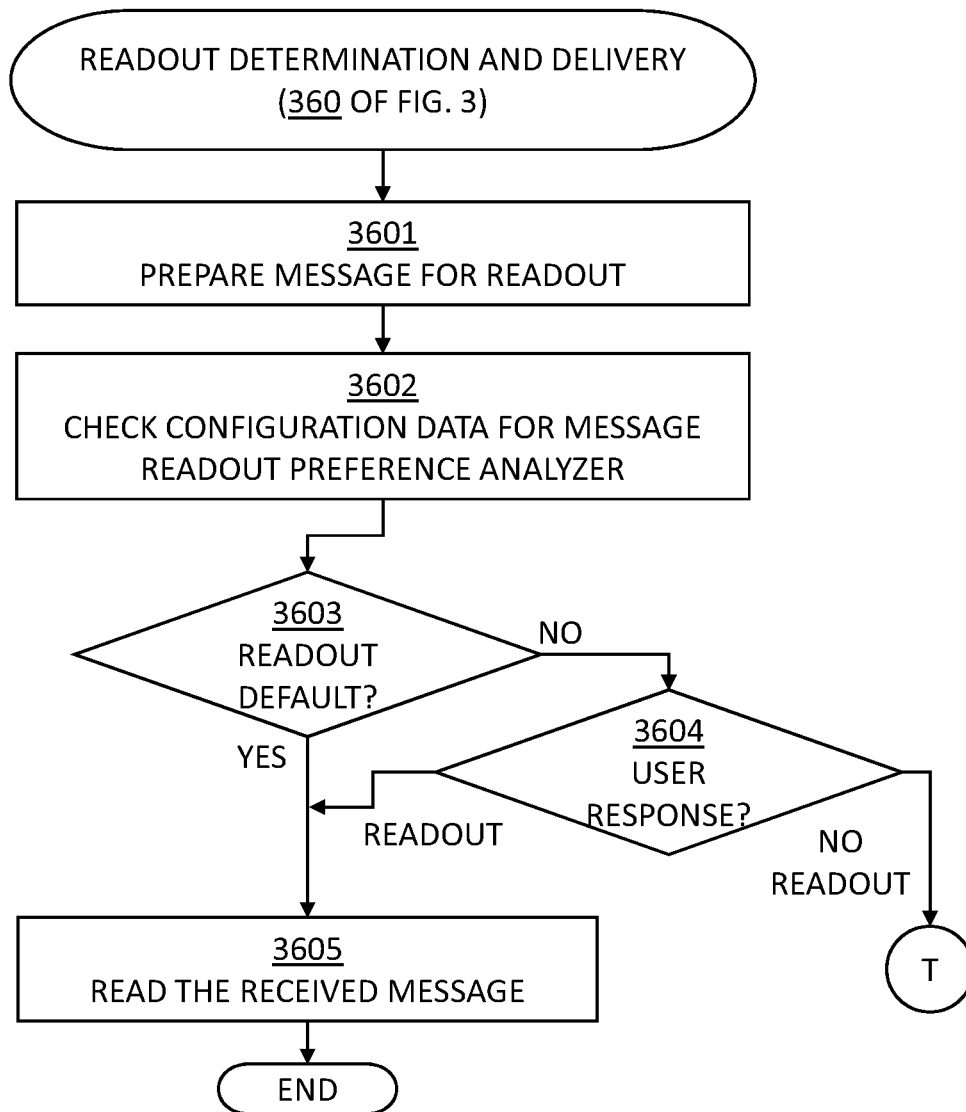 READOUT DETERMINATION AND DELIVERY
(360 OF FIG. 3)
3601
PREPARE MESSAGE FOR READOUT
3602
CHECK CONFIGURATION DATA FOR MESSAGE
READOUT PREFERENCE ANALYZER
3603
READOUT
DEFAULT?
NO
YES
3604
USER
RESPONSE?
READOUT
NO
READOUT
3605
READ THE RECEIVED MESSAGE
T
END